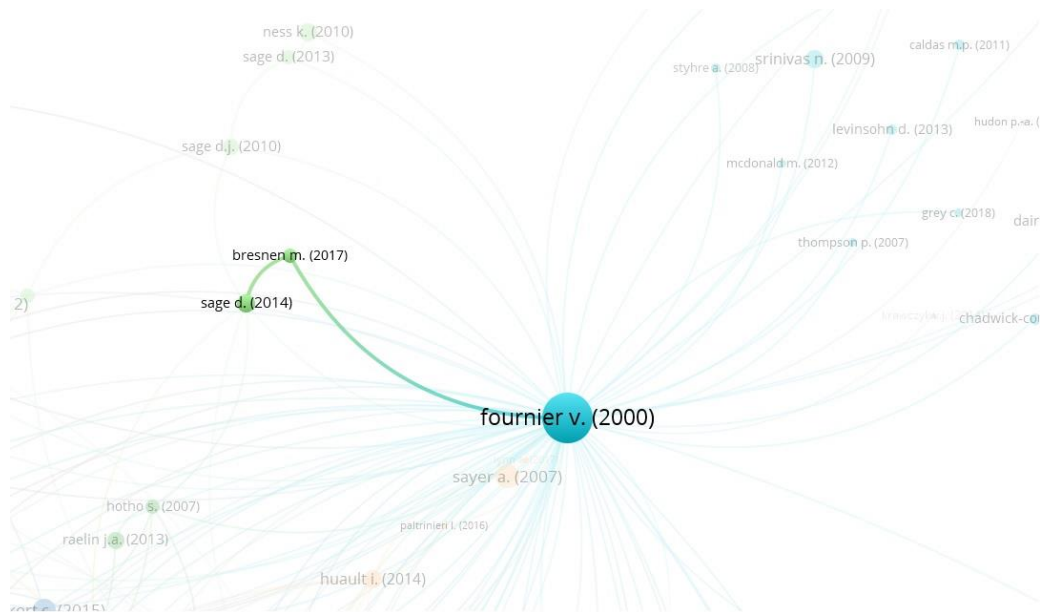 ness k. (2010)
sage d. (2013)
caldas m.p. (2011)
srinivas n. (2009)
styhre a. (2008)
hudon p.-a. (
levinsohn d. (2013)
sage d.j. (2010)
mcdonald m. (2012)
grey c. (2018)
dair
thompson p. (2007)
bresnen m. (2017)
sage d. (2014)
2)
chadwick-co
fournier v. (2000)
sayer a. (2007)
hotho s. (2007)
paltrinieri l. (2016)
raelin j.a. (2013)
huault i. (2014)
(2015)